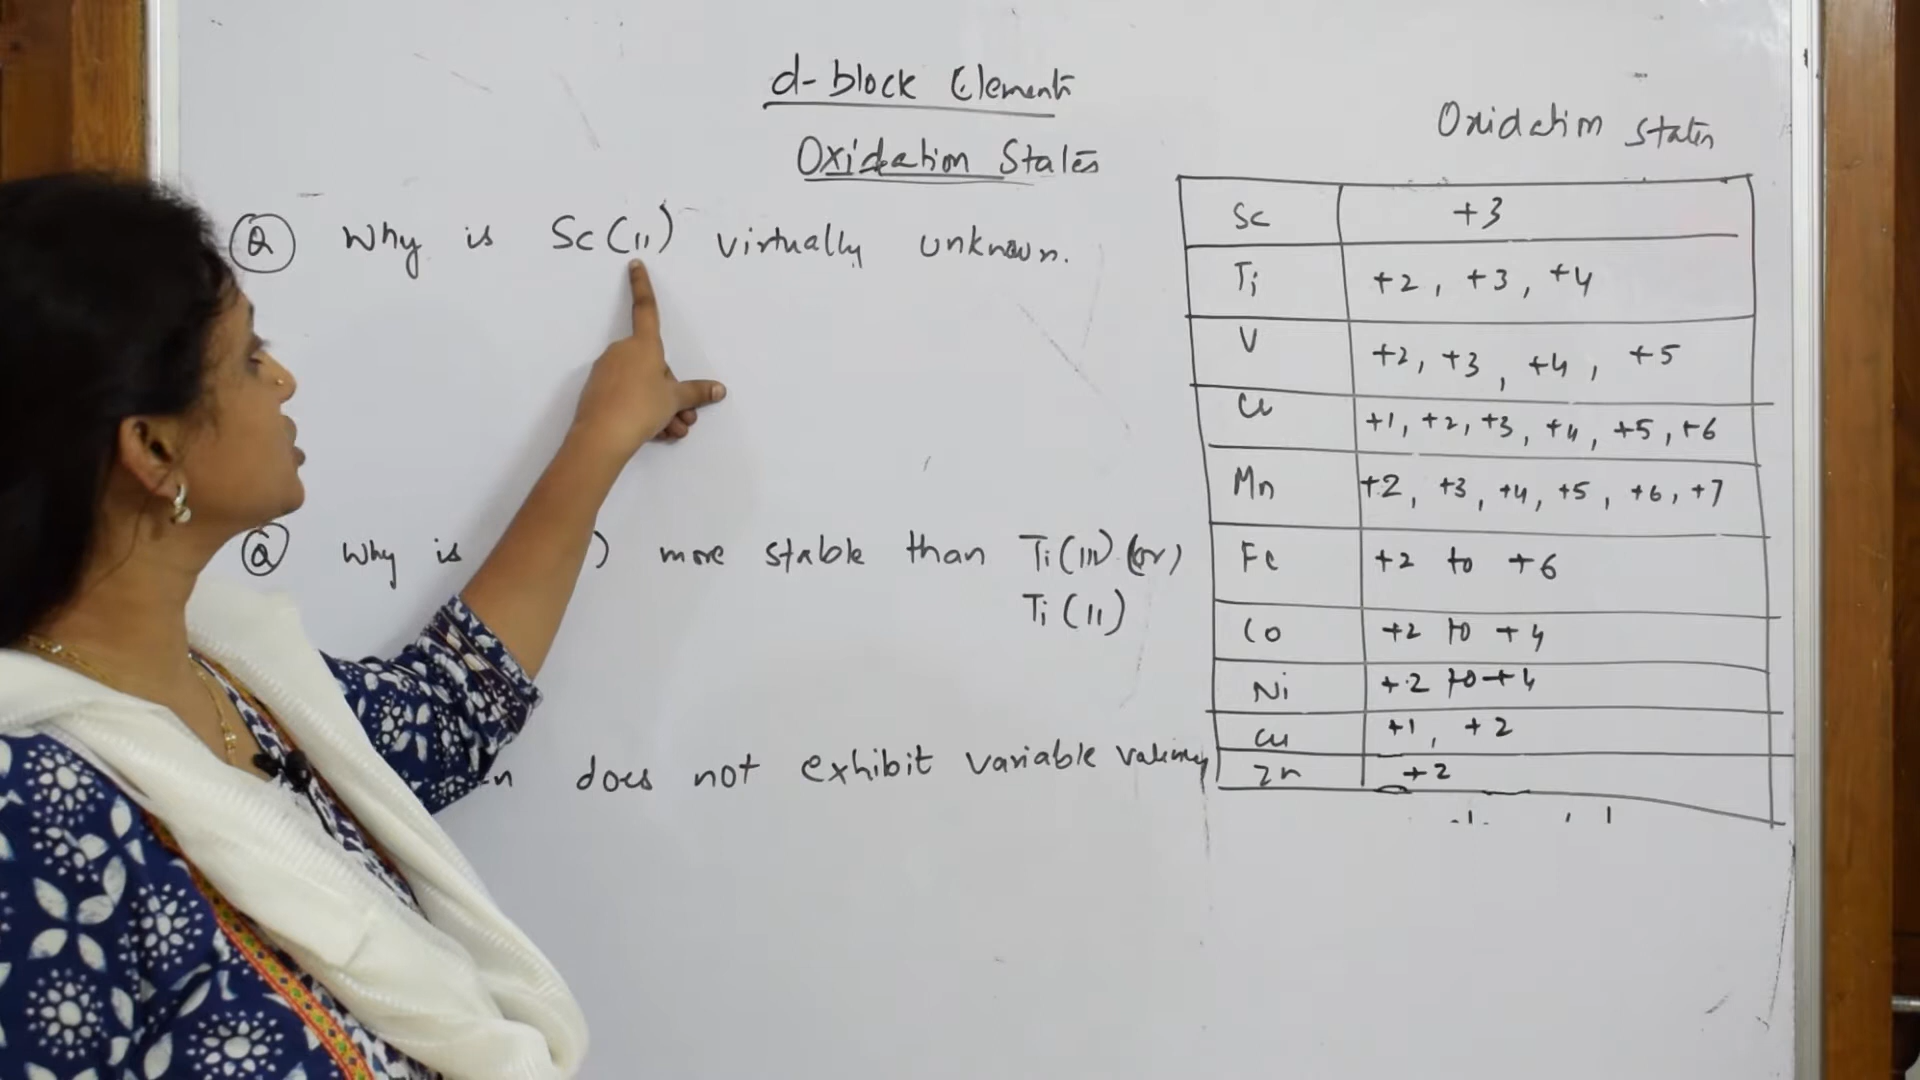 d-block Elements
Oxidation States
Q Why is Sc(II) virtually unknown.
Q Why is ) more stable than Ti(III) (or)
Ti(II)
n does not exhibit variable valency
Oxidation States
Sc +3
Ti +2, +3, +4
V +2, +3, +4, +5
Cr +1, +2, +3, +4, +5, +6
Mn +2, +3, +4, +5, +6, +7
Fe +2 to +6
Co +2 to +4
Ni +2 to +4
Cu +1, +2
Zn +2